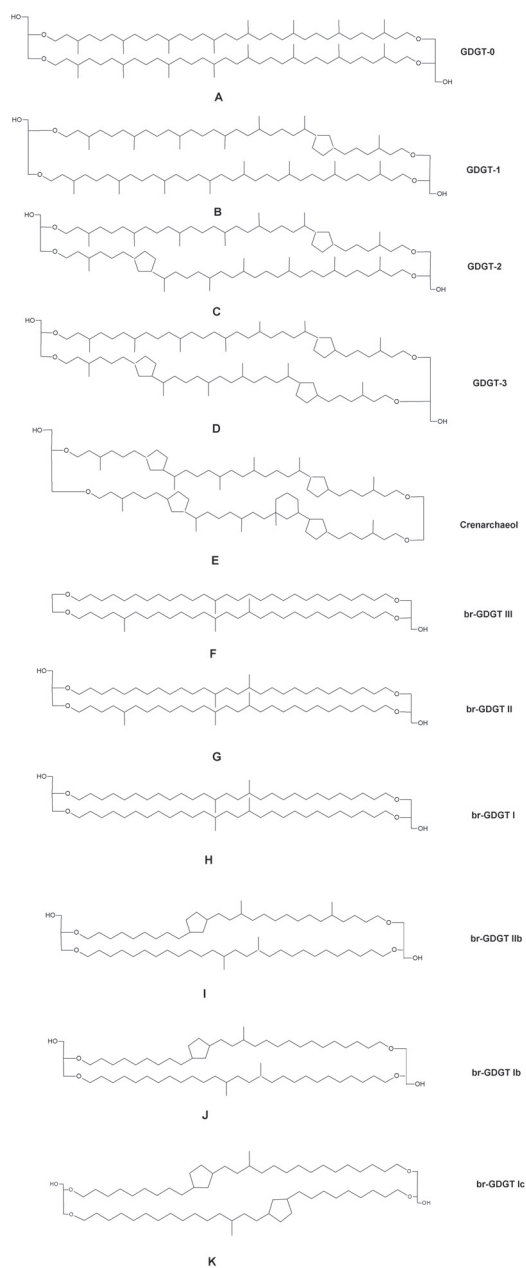 HO
O
O
GDGT-0
O
O
OH
A
HO
O
O
GDGT-1
O
O
OH
B
HO
O
O
GDGT-2
O
O
OH
C
HO
O
O
GDGT-3
O
O
OH
D
HO
O
O
O
Crenarchaeol
O
E
O
O
br-GDGT III
O
O
OH
F
HO
O
O
br-GDGT II
O
O
OH
G
HO
O
O
br-GDGT I
O
O
OH
H
HO
O
O
br-GDGT IIb
O
O
OH
I
HO
O
O
br-GDGT Ib
O
O
OH
J
HO
O
O
br-GDGT Ic
O
O
OH
K